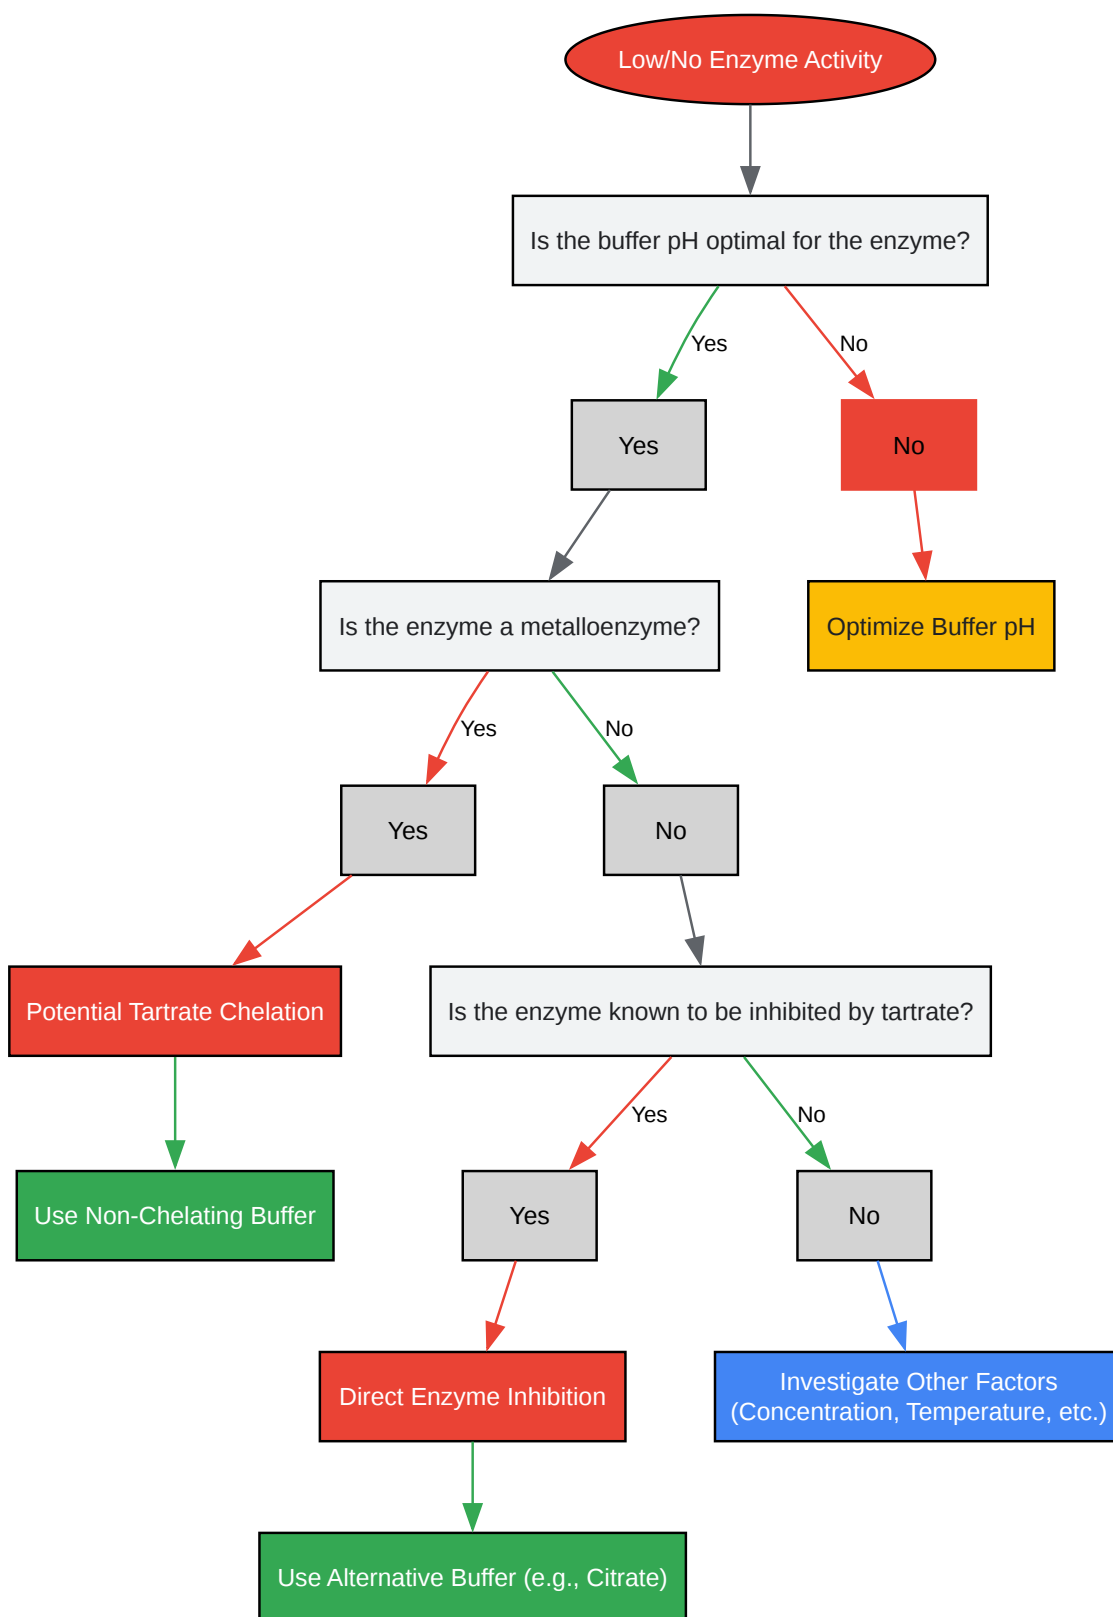 Low/No Enzyme Activity
Is the buffer pH optimal for the enzyme?
Yes
No
Yes
No
Is the enzyme a metalloenzyme?
Optimize Buffer pH
Yes
No
Yes
No
Potential Tartrate Chelation
Is the enzyme known to be inhibited by tartrate?
Yes
No
Use Non-Chelating Buffer
Yes
No
Direct Enzyme Inhibition
Investigate Other Factors
(Concentration, Temperature, etc.)
Use Alternative Buffer (e.g., Citrate)